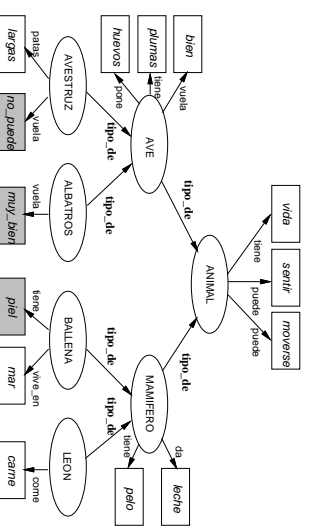 vida
sentir
moverse
tiene
puede
puede
ANIMAL
tipo_de
tipo_de
bien
plumas
huevos
vuela
tiene
pone
AVE
MAMIFERO
da
leche
tiene
pelo
tipo_de
tipo_de
tipo_de
tipo_de
AVESTRUZ
ALBATROS
BALLENA
LEON
patas
vuela
vuela
tiene
vive_en
come
largas
no_puede
muy_bien
piel
mar
carne